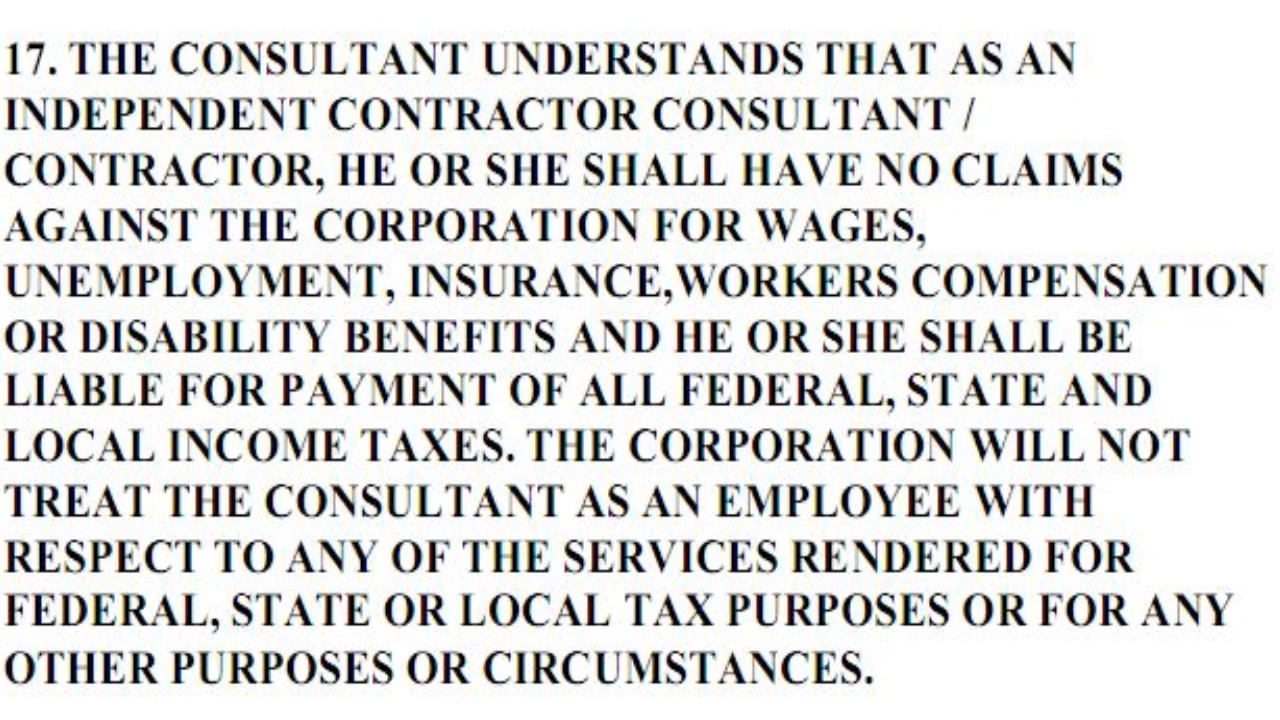 17. THE CONSULTANT UNDERSTANDS THAT AS AN
INDEPENDENT CONTRACTOR CONSULTANT /
CONTRACTOR, HE OR SHE SHALL HAVE NO CLAIMS
AGAINST THE CORPORATION FOR WAGES,
UNEMPLOYMENT, INSURANCE,WORKERS COMPENSATION
OR DISABILITY BENEFITS AND HE OR SHE SHALL BE
LIABLE FOR PAYMENT OF ALL FEDERAL, STATE AND
LOCAL INCOME TAXES. THE CORPORATION WILL NOT
TREAT THE CONSULTANT AS AN EMPLOYEE WITH
RESPECT TO ANY OF THE SERVICES RENDERED FOR
FEDERAL, STATE OR LOCAL TAX PURPOSES OR FOR ANY
OTHER PURPOSES OR CIRCUMSTANCES.